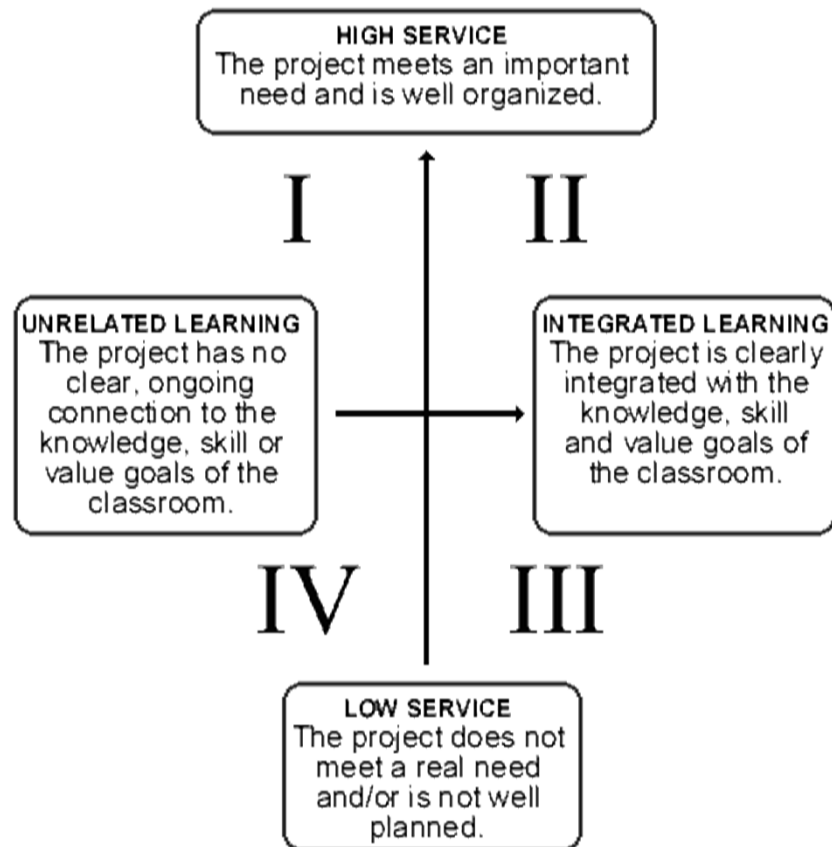 HIGH SERVICE
The project meets an important
need and is well organized.
I
II
UNRELATED LEARNING
The project has no
clear, ongoing
connection to the
knowledge, skill or
value goals of the
classroom.
INTEGRATED LEARNING
The project is clearly
integrated with the
knowledge, skill
and value goals of
the classroom.
IV
III
LOW SERVICE
The project does not
meet a real need
and/or is not well
planned.